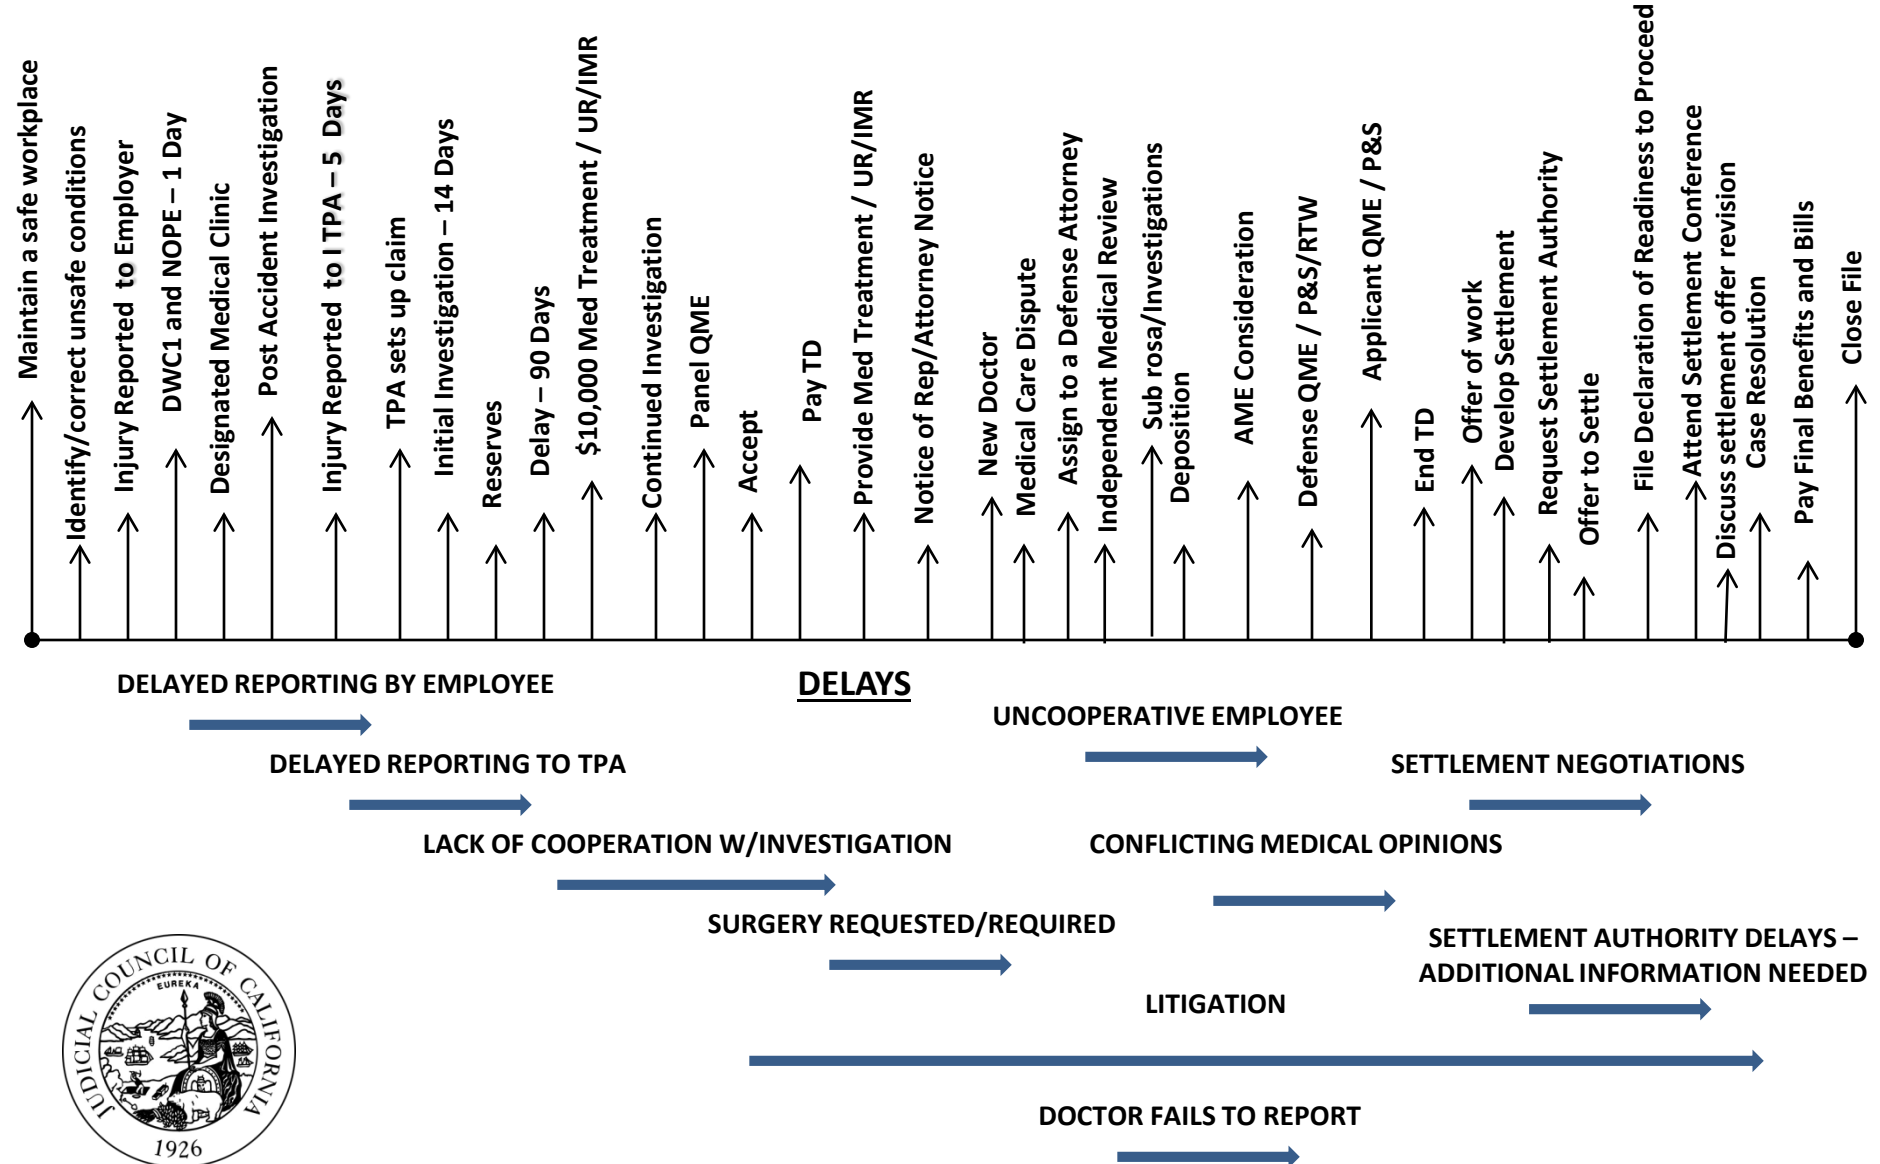 Maintain a safe workplace
Identify/correct unsafe conditions
Injury Reported to Employer
DWC1 and NOPE – 1 Day
Designated Medical Clinic
Post Accident Investigation
Injury Reported to l TPA – 5 Days
TPA sets up claim
Initial Investigation – 14 Days
Reserves
Delay – 90 Days
$10,000 Med Treatment / UR/IMR
Continued Investigation
Panel QME
Accept
Pay TD
Provide Med Treatment / UR/IMR
Notice of Rep/Attorney Notice
New Doctor
Medical Care Dispute
Assign to a Defense Attorney
Independent Medical Review
Sub rosa/Investigations
Deposition
AME Consideration
Defense QME / P&S/RTW
Applicant QME / P&S
End TD
Offer of work
Develop Settlement
Request Settlement Authority
Offer to Settle
File Declaration of Readiness to Proceed
Attend Settlement Conference
Discuss settlement offer revision
Case Resolution
Pay Final Benefits and Bills
Close File
DELAYS
DELAYED REPORTING BY EMPLOYEE
UNCOOPERATIVE EMPLOYEE
DELAYED REPORTING TO TPA
SETTLEMENT NEGOTIATIONS
LACK OF COOPERATION W/INVESTIGATION
CONFLICTING MEDICAL OPINIONS
SURGERY REQUESTED/REQUIRED
SETTLEMENT AUTHORITY DELAYS –
ADDITIONAL INFORMATION NEEDED
LITIGATION
DOCTOR FAILS TO REPORT
JUDICIAL COUNCIL OF CALIFORNIA
EUREKA
1926